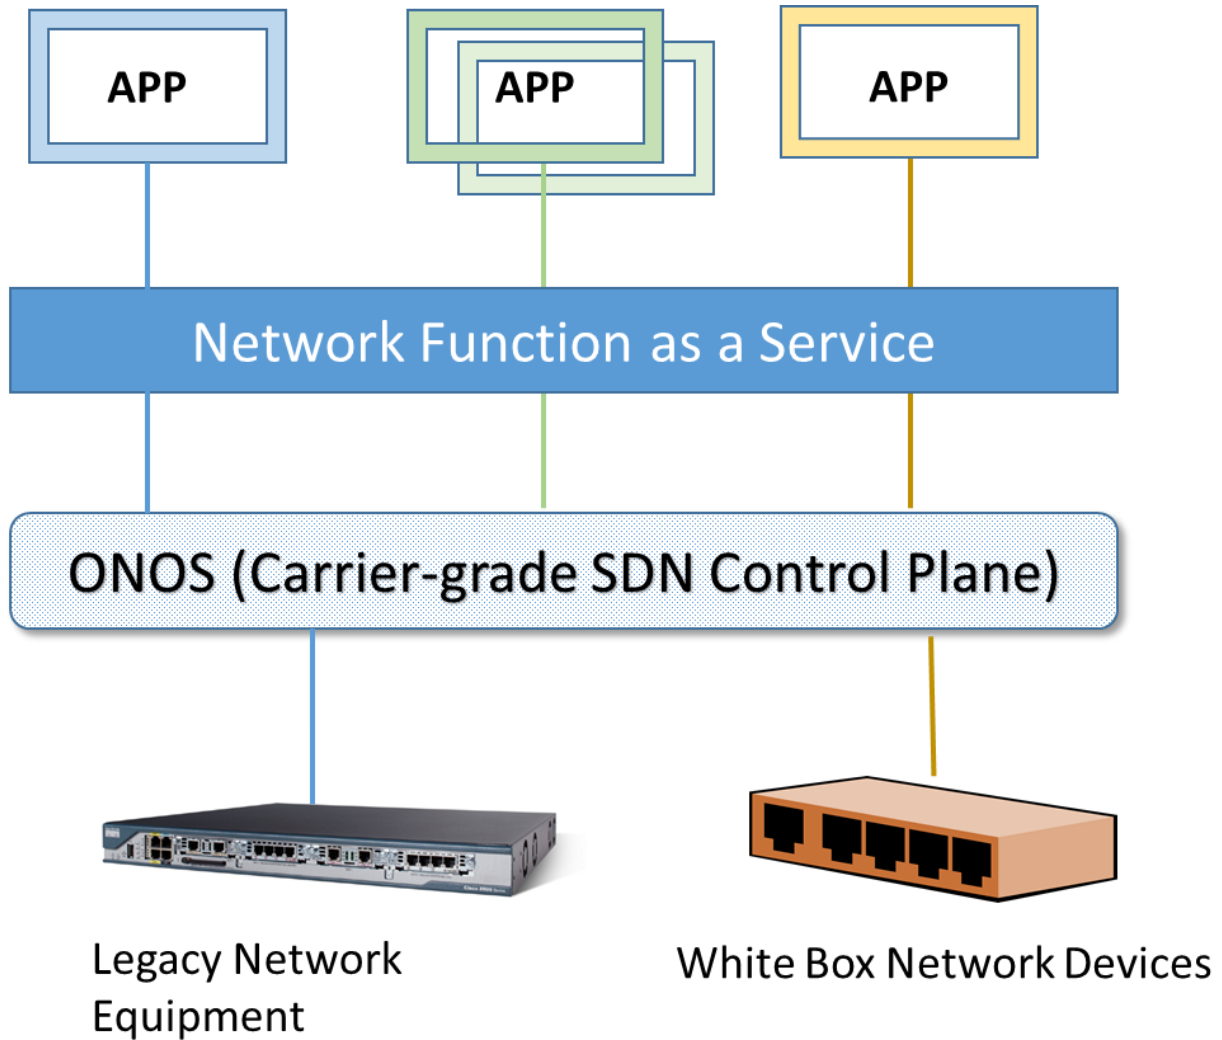 APP
APP
APP
Network Function as a Service
ONOS (Carrier-grade SDN Control Plane)
Legacy Network
Equipment
White Box Network Devices